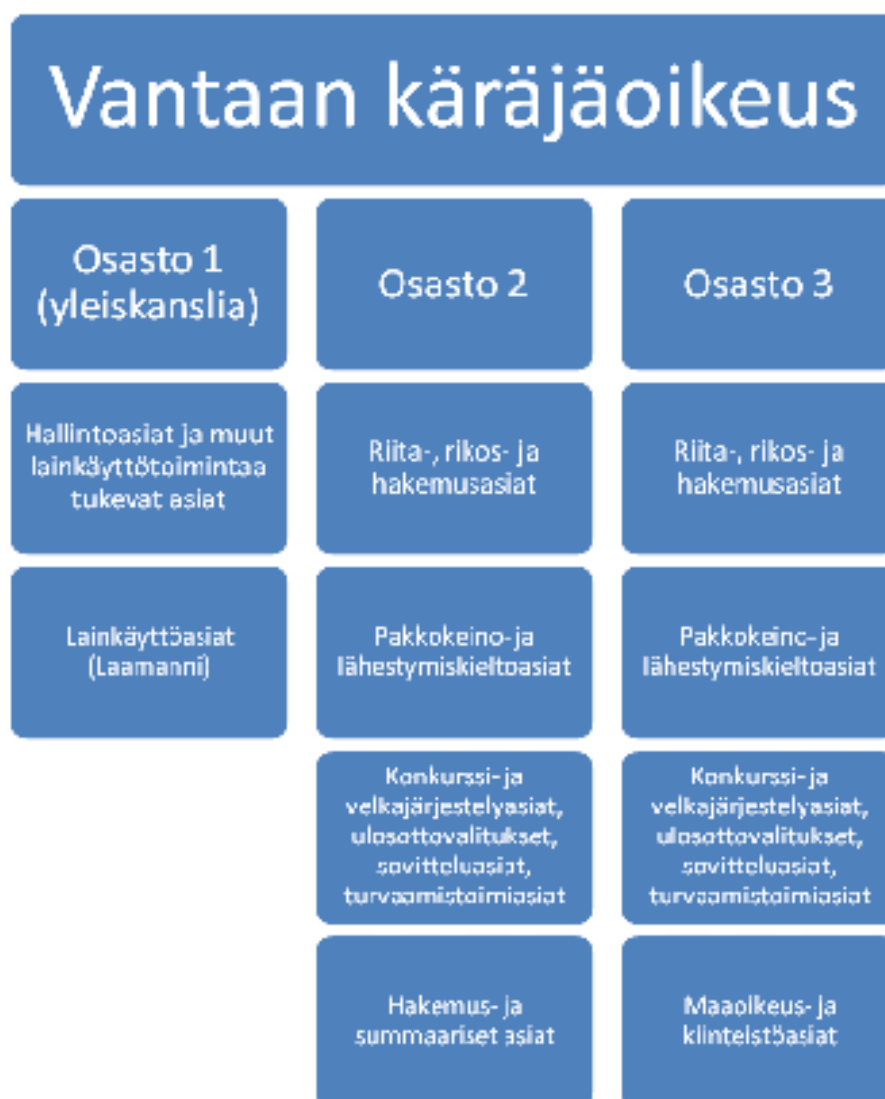 Vantaan käräjäoikeus
Osasto 1
(yleiskanslia)
Hallintoasiat ja muut
lainkäyttötoimintaa
tukevat asiat
Lainkäyttöasiat
(Laamanni)
Osasto 2
Riita-, rikos- ja
hakemusasiat
Pakkokeino- ja
lähestymiskieltoasiat
Konkurssi- ja
velkajärjestelyasiat,
ulosottovalitukset,
sovitteluasiat,
turvaamistoimiasiat
Hakemus- ja
summaariset asiat
Osasto 3
Riita-, rikos- ja
hakemusasiat
Pakkokeino- ja
lähestymiskieltoasiat
Konkurssi- ja
velkajärjestelyasiat,
ulosottovalitukset,
sovitteluasiat,
turvaamistoimiasiat
Maaoikeus- ja
kiinteistöasiat